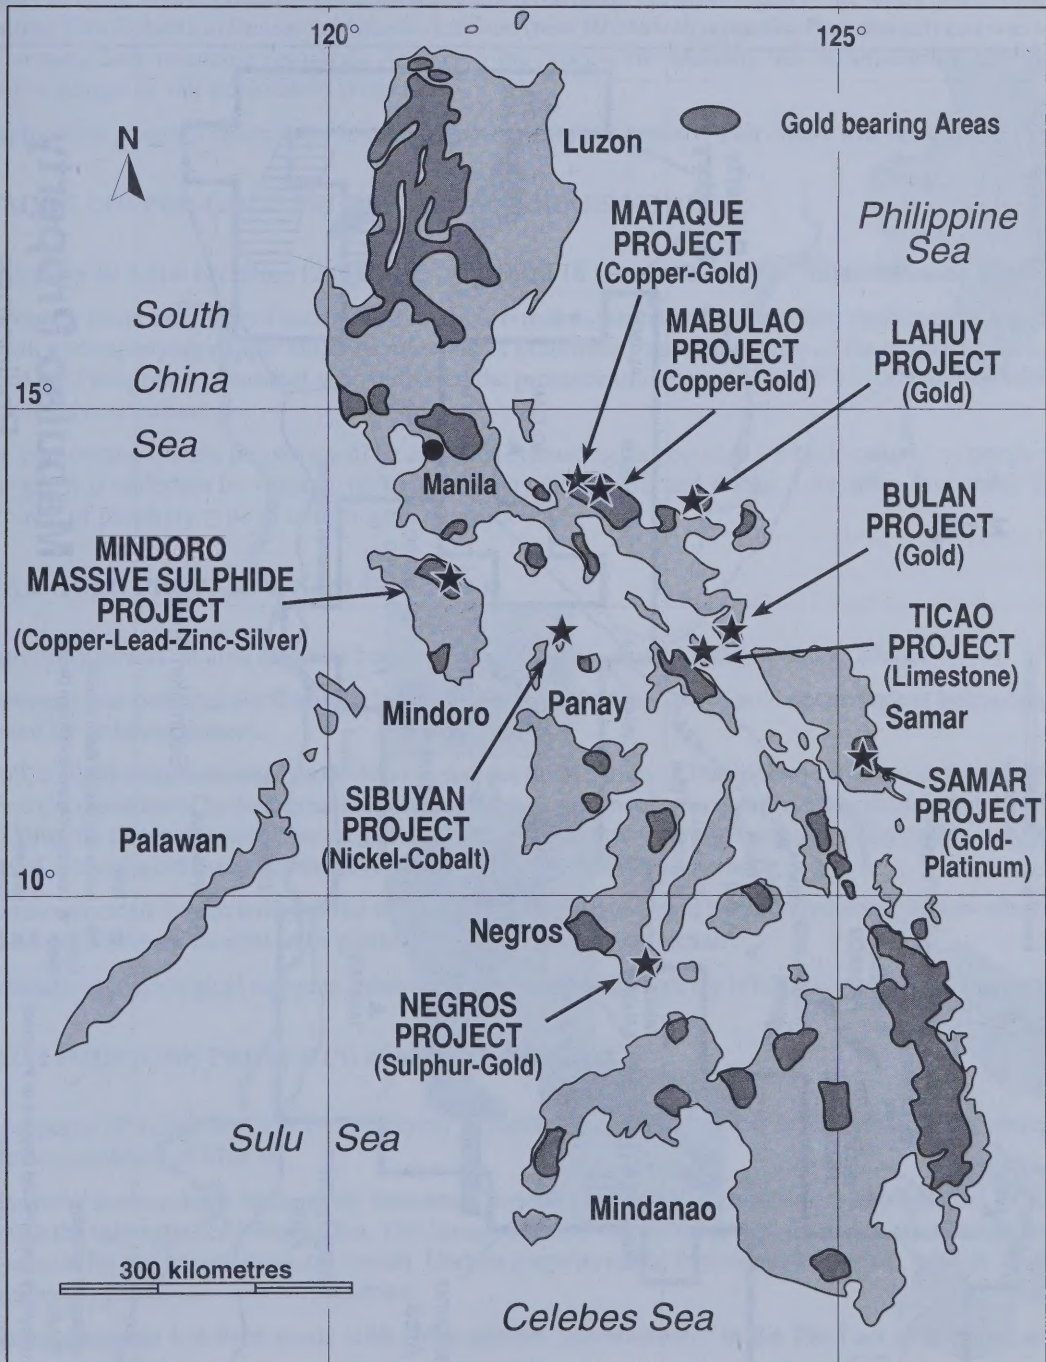 120°
125°
N
Luzon
Gold bearing Areas
Philippine
Sea
MATAQUE
PROJECT
(Copper-Gold)
South
China
Sea
MABULAO
PROJECT
(Copper-Gold)
LAHUY
PROJECT
(Gold)
15°
Manila
BULAN
PROJECT
(Gold)
MINDORO
MASSIVE SULPHIDE
PROJECT
(Copper-Lead-Zinc-Silver)
TICAO
PROJECT
(Limestone)
Mindoro
Panay
Samar
SIBUYAN
PROJECT
(Nickel-Cobalt)
SAMAR
PROJECT
(Gold-
Platinum)
Palawan
10°
Negros
NEGROS
PROJECT
(Sulphur-Gold)
Sulu Sea
Mindanao
300 kilometres
Celebes Sea